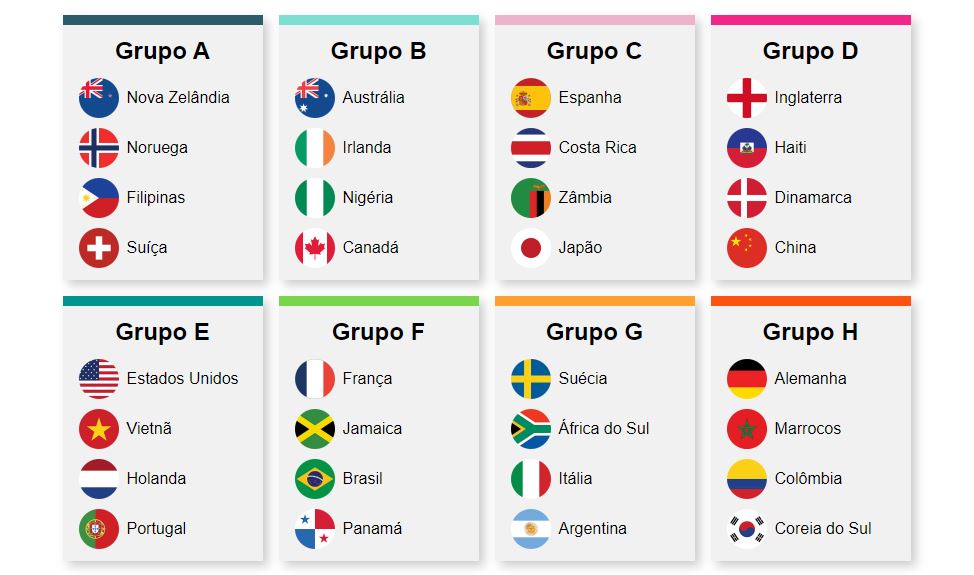 Grupo A
Nova Zelândia
Noruega
Filipinas
Suíça
Grupo B
Austrália
Irlanda
Nigéria
Canadá
Grupo C
Espanha
Costa Rica
Zâmbia
Japão
Grupo D
Inglaterra
Haiti
Dinamarca
China
Grupo E
Estados Unidos
Vietnã
Holanda
Portugal
Grupo F
França
Jamaica
Brasil
Panamá
Grupo G
Suécia
África do Sul
Itália
Argentina
Grupo H
Alemanha
Marrocos
Colômbia
Coreia do Sul